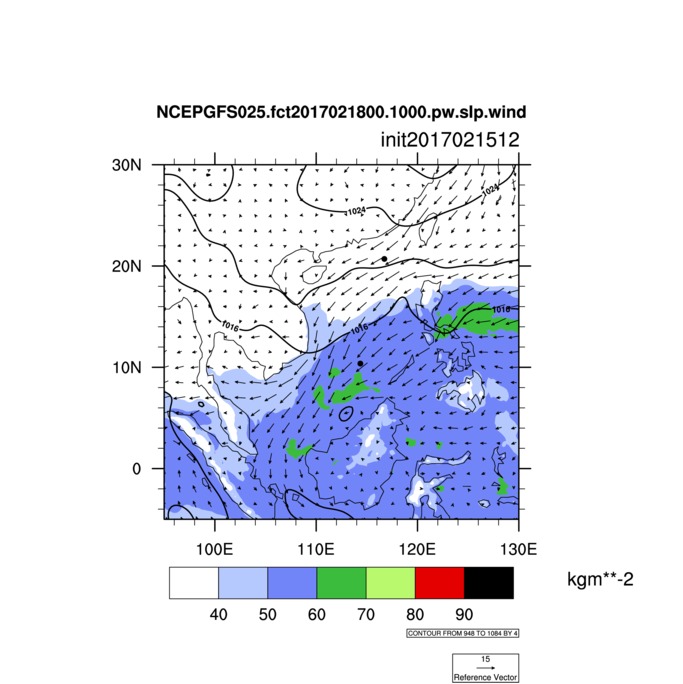 NCEPGFS025.fct2017021800.1000.pw.slp.wind
init2017021512
30N
1024
1024
20N
1016
1016
1016
10N
0
100E 110E 120E 130E
kgm**-2
40 50 60 70 80 90
CONTOUR FROM 948 TO 1084 BY 4
15
Reference Vector